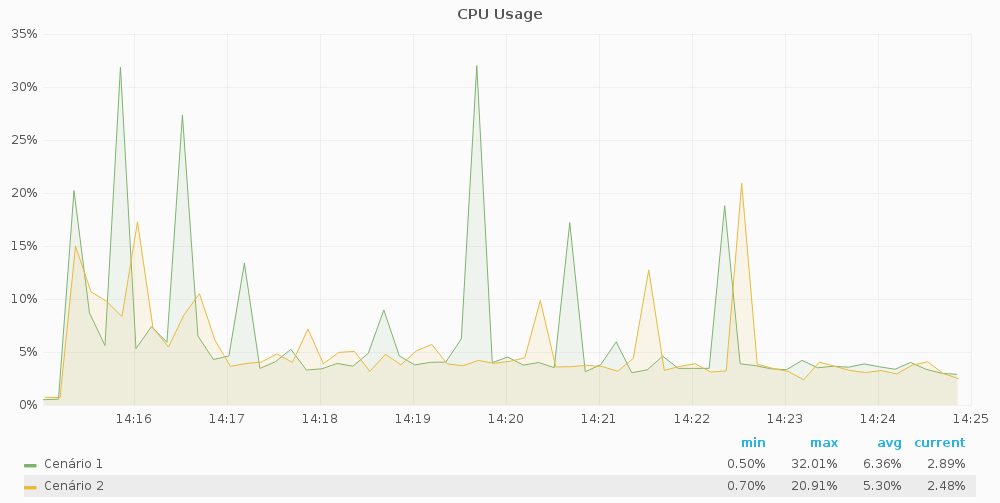 CPU Usage
35%
30%
25%
20%
15%
10%
5%
0%
14:16 14:17 14:18 14:19 14:20 14:21 14:22 14:23 14:24 14:25
min max avg current
Cenário 1 0.50% 32.01% 6.36% 2.89%
Cenário 2 0.70% 20.91% 5.30% 2.48%